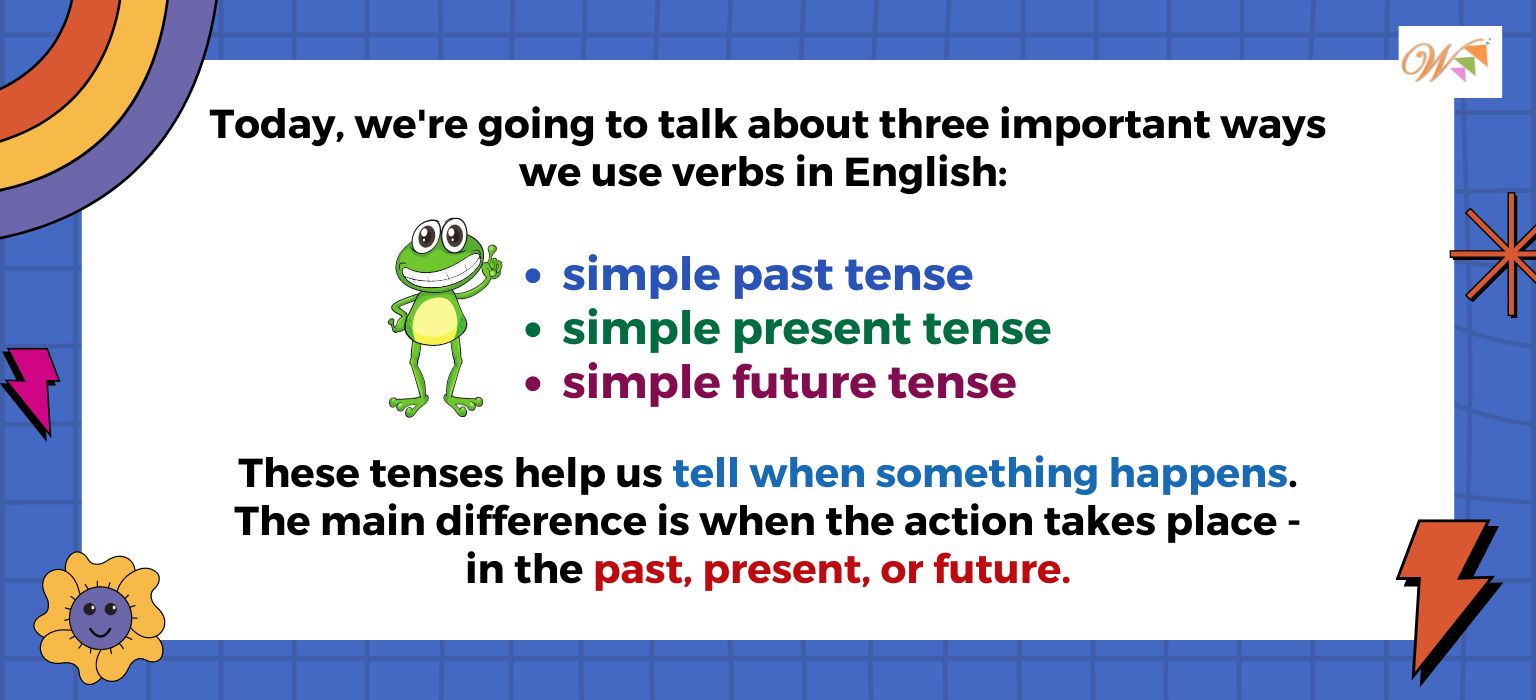 Today, we're going to talk about three important ways
we use verbs in English:
• simple past tense
• simple present tense
• simple future tense
These tenses help us tell when something happens.
The main difference is when the action takes place -
in the past, present, or future.
W